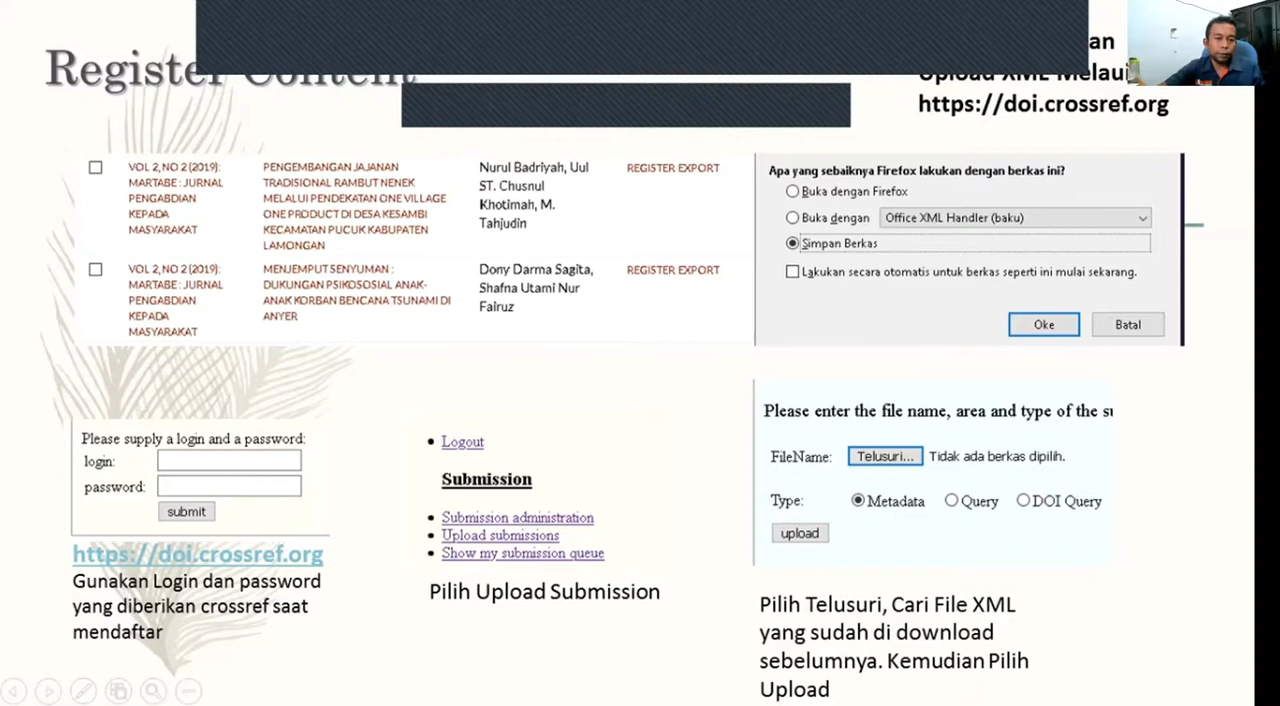 Register Content
an
Upload XML Melaui
https://doi.crossref.org
VOL 2, NO 2 (2019):
MARTABE : JURNAL
PENGABDIAN
KEPADA
MASYARAKAT
PENGEMBANGAN JAJANAN
TRADISIONAL RAMBUT NENEK
MELALUI PENDEKATAN ONE VILLAGE
ONE PRODUCT DI DESA KESAMBI
KECAMATAN PUCUK KABUPATEN
LAMONGAN
Nurul Badriyah, Uul
ST. Chusnul
Khotimah, M.
Tahjudin
REGISTER EXPORT
VOL 2, NO 2 (2019):
MARTABE : JURNAL
PENGABDIAN
KEPADA
MASYARAKAT
MENJEMPUT SENYUMAN :
DUKUNGAN PSIKOSOSIAL ANAK-
ANAK KORBAN BENCANA TSUNAMI DI
ANYER
Dony Darma Sagita,
Shafna Utami Nur
Fairuz
REGISTER EXPORT
Apa yang sebaiknya Firefox lakukan dengan berkas ini?
Buka dengan Firefox
Buka dengan Office XML Handler (baku)
Simpan Berkas
Lakukan secara otomatis untuk berkas seperti ini mulai sekarang.
Oke Batal
Please supply a login and a password:
login:
password:
submit
https://doi.crossref.org
Gunakan Login dan password
yang diberikan crossref saat
mendaftar
Logout
Submission
Submission administration
Upload submissions
Show my submission queue
Pilih Upload Submission
Please enter the file name, area and type of the su
FileName: Telusuri... Tidak ada berkas dipilih.
Type: Metadata Query DOI Query
upload
Pilih Telusuri, Cari File XML
yang sudah di download
sebelumnya. Kemudian Pilih
Upload